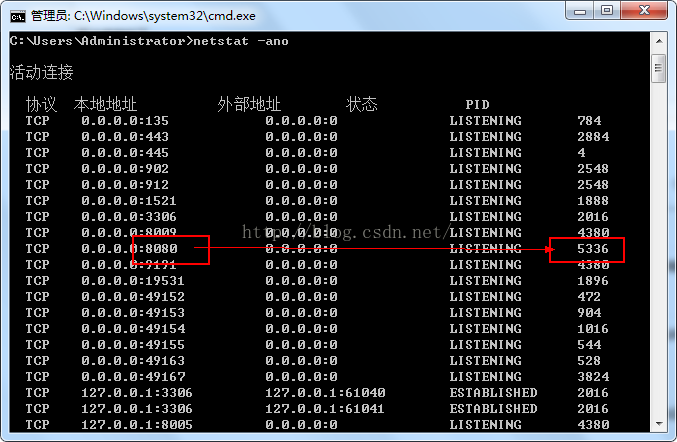 管理员: C:\Windows\system32\cmd.exe
C:\Users\Administrator>netstat -ano
活动连接
协议 本地地址 外部地址 状态 PID
TCP 0.0.0.0:135 0.0.0.0:0 LISTENING 784
TCP 0.0.0.0:443 0.0.0.0:0 LISTENING 2884
TCP 0.0.0.0:445 0.0.0.0:0 LISTENING 4
TCP 0.0.0.0:902 0.0.0.0:0 LISTENING 2548
TCP 0.0.0.0:912 0.0.0.0:0 LISTENING 2548
TCP 0.0.0.0:1521 0.0.0.0:0 LISTENING 1888
TCP 0.0.0.0:3306 0.0.0.0:0 LISTENING 2016
TCP 0.0.0.0:8009 0.0.0.0:0 LISTENING 4380
http://blog.csdn.net/
TCP 0.0.0.0:8080 0.0.0.0:0 LISTENING 5336
TCP 0.0.0.0:9191 0.0.0.0:0 LISTENING 4380
TCP 0.0.0.0:19531 0.0.0.0:0 LISTENING 1896
TCP 0.0.0.0:49152 0.0.0.0:0 LISTENING 472
TCP 0.0.0.0:49153 0.0.0.0:0 LISTENING 904
TCP 0.0.0.0:49154 0.0.0.0:0 LISTENING 1016
TCP 0.0.0.0:49155 0.0.0.0:0 LISTENING 544
TCP 0.0.0.0:49163 0.0.0.0:0 LISTENING 528
TCP 0.0.0.0:49167 0.0.0.0:0 LISTENING 3824
TCP 127.0.0.1:3306 127.0.0.1:61040 ESTABLISHED 2016
TCP 127.0.0.1:3306 127.0.0.1:61041 ESTABLISHED 2016
TCP 127.0.0.1:8005 0.0.0.0:0 LISTENING 4380